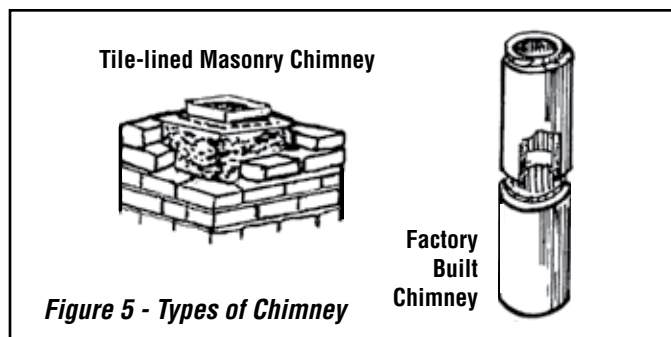 Tile-lined Masonry Chimney
Factory
Built
Chimney
Figure 5 - Types of Chimney